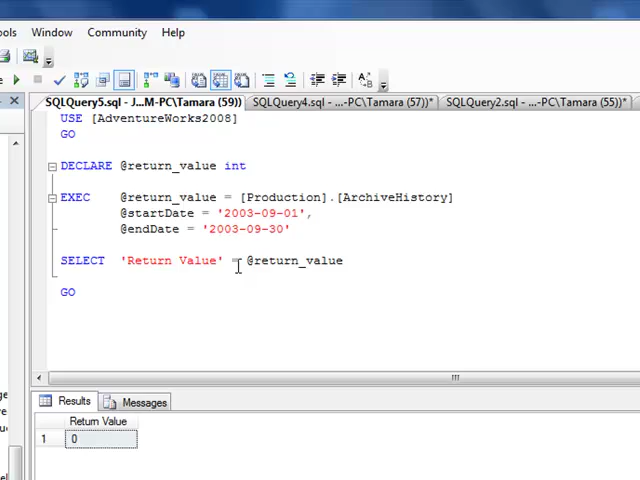 ols Window Community Help
SQLQuery5.sql - J...M-PC\Tamara (59)) SQLQuery4.sql - ...-PC\Tamara (57))* SQLQuery2.sql - ...-PC\Tamara (55))*
USE [AdventureWorks2008]
GO
DECLARE @return_value int
EXEC @return_value = [Production].[ArchiveHistory]
@startDate = '2003-09-01',
@endDate = '2003-09-30'
SELECT 'Return Value' = @return_value
GO
Results Messages
Return Value
1 0